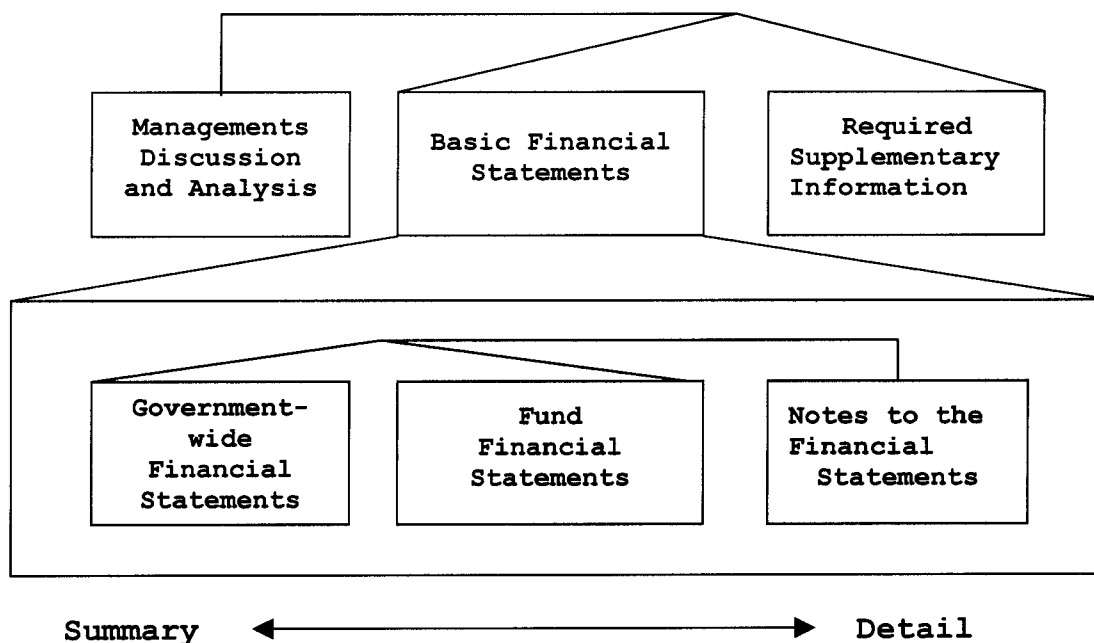 Managements
Discussion
and Analysis
Basic Financial
Statements
Required
Supplementary
Information
Government-
wide
Financial
Statements
Fund
Financial
Statements
Notes to the
Financial
Statements
Summary
Detail